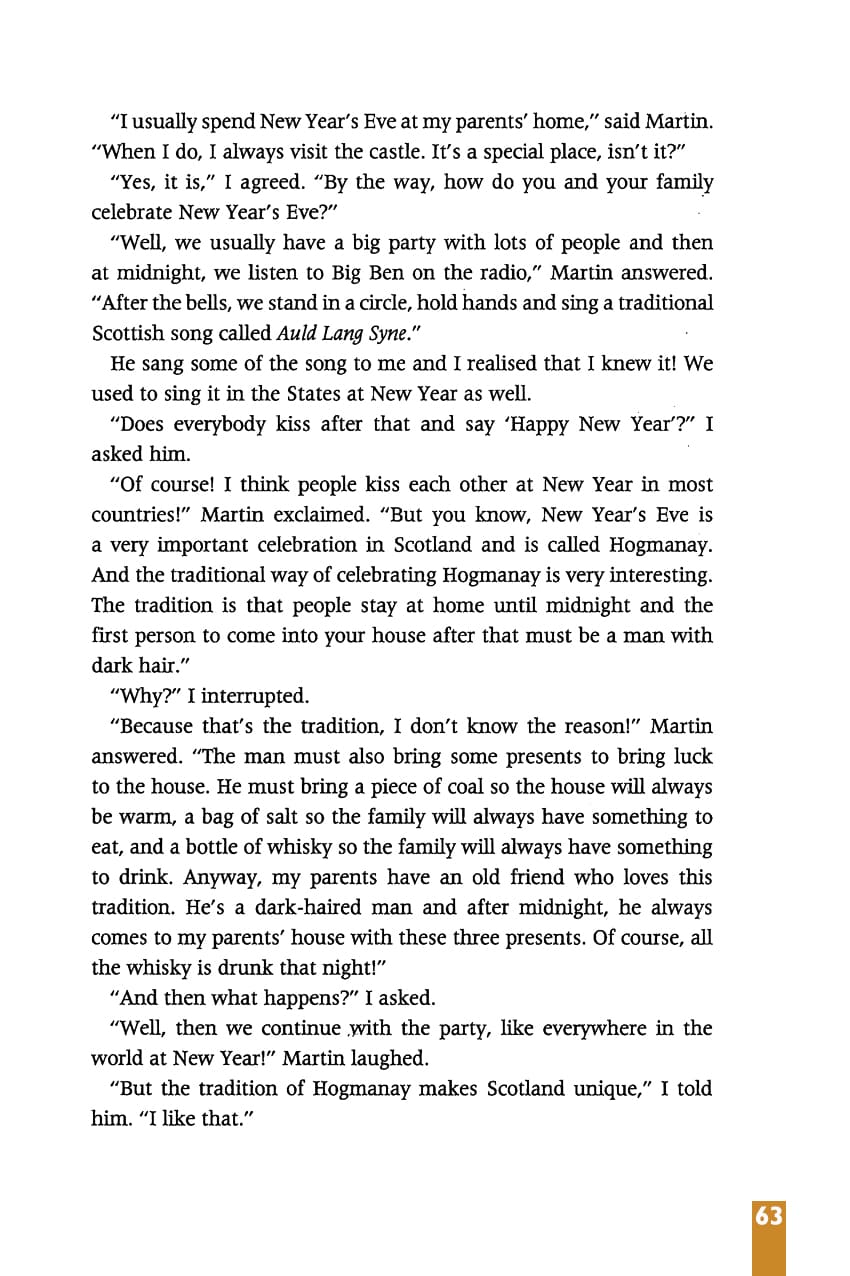 “I usually spend New Year’s Eve at my parents’ home,” said Martin.
“When I do, I always visit the castle. It’s a special place, isn’t it?”
“Yes, it is,” I agreed. “By the way, how do you and your family
celebrate New Year’s Eve?”
“Well, we usually have a big party with lots of people and then
at midnight, we listen to Big Ben on the radio,” Martin answered.
“After the bells, we stand in a circle, hold hands and sing a traditional
Scottish song called Auld Lang Syne.”
He sang some of the song to me and I realised that I knew it! We
used to sing it in the States at New Year as well.
“Does everybody kiss after that and say ‘Happy New Year’?” I
asked him.
“Of course! I think people kiss each other at New Year in most
countries!” Martin exclaimed. “But you know, New Year’s Eve is
a very important celebration in Scotland and is called Hogmanay.
And the traditional way of celebrating Hogmanay is very interesting.
The tradition is that people stay at home until midnight and the
first person to come into your house after that must be a man with
dark hair.”
“Why?” I interrupted.
“Because that’s the tradition, I don’t know the reason!” Martin
answered. “The man must also bring some presents to bring luck
to the house. He must bring a piece of coal so the house will always
be warm, a bag of salt so the family will always have something to
eat, and a bottle of whisky so the family will always have something
to drink. Anyway, my parents have an old friend who loves this
tradition. He’s a dark-haired man and after midnight, he always
comes to my parents’ house with these three presents. Of course, all
the whisky is drunk that night!”
“And then what happens?” I asked.
“Well, then we continue with the party, like everywhere in the
world at New Year!” Martin laughed.
“But the tradition of Hogmanay makes Scotland unique,” I told
him. “I like that.”
63